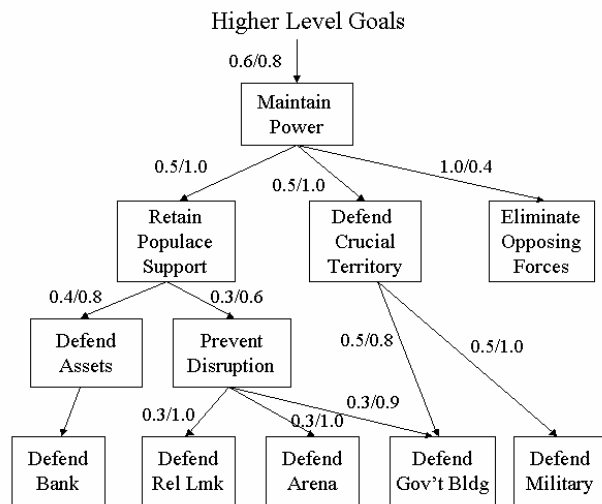 Higher Level Goals
0.6/0.8
Maintain
Power
0.5/1.0
0.5/1.0
1.0/0.4
Retain
Populace
Support
Defend
Crucial
Territory
Eliminate
Opposing
Forces
0.4/0.8
0.3/0.6
Defend
Assets
Prevent
Disruption
0.5/0.8
0.5/1.0
0.3/1.0
0.3/1.0
0.3/0.9
Defend
Bank
Defend
Rel Lmk
Defend
Arena
Defend
Gov't Bldg
Defend
Military